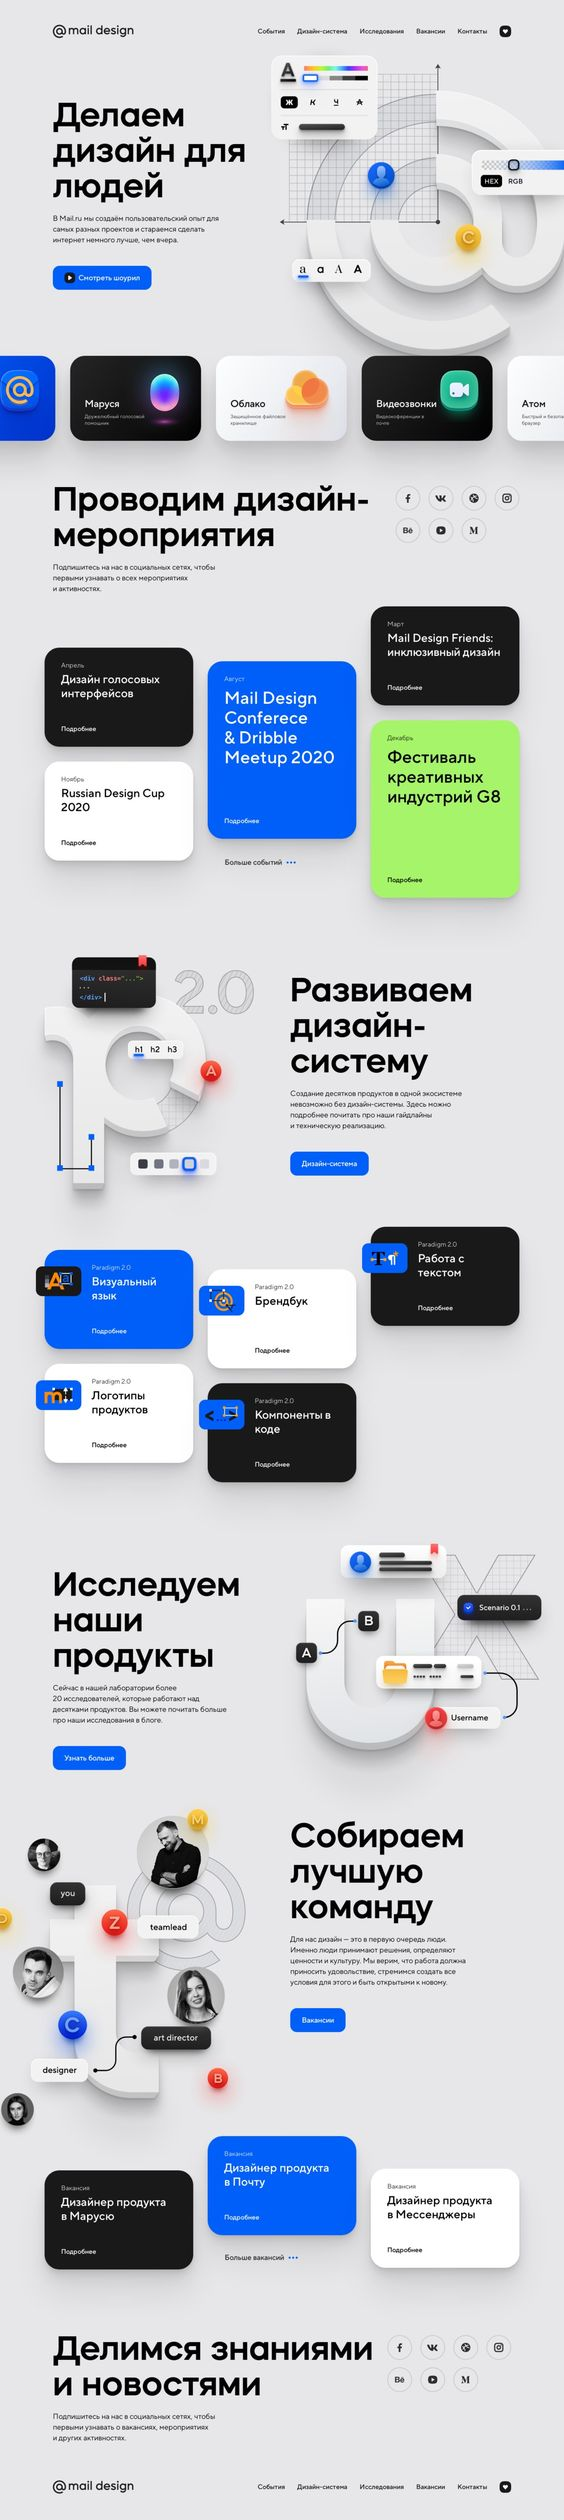 @mail design
События Дизайн-система Исследования Вакансии Контакты
A
Ж К Ч А
тT
Делаем
дизайн для
людей
HEX RGB
В Mail.ru мы создаём пользовательский опыт для
самых разных проектов и стараемся сделать
интернет немного лучше, чем вчера.
C
a a A A
Смотреть шоурил
@
Маруся
Дружелюбный голосовой
помощник
Облако
Защищённое файловое
хранилище
Видеозвонки
Видеоконференции в
почте
Атом
браузер
Проводим дизайн-
мероприятия
Bē M
Подпишитесь на нас в социальных сетях, чтобы
первыми узнавать о всех мероприятиях
и активностях.
Март
Mail Design Friends:
инклюзивный дизайн
Подробнее
Апрель
Дизайн голосовых
интерфейсов
Подробнее
Август
Mail Design
Conferece
& Dribble
Meetup 2020
Подробнее
Декабрь
Фестиваль
креативных
индустрий G8
Подробнее
Ноябрь
Russian Design Cup
2020
Подробнее
Больше событий •••
<div class="...">
...
</div>
2.0
h1 h2 h3
A
Развиваем
дизайн-
систему
Создание десятков продуктов в одной экосистеме
невозможно без дизайн-системы. Здесь можно
подробнее почитать про наши гайдлайны
и техническую реализацию.
Дизайн-система
Paradigm 2.0
Визуальный
язык
Подробнее
Paradigm 2.0
Брендбук
Подробнее
Paradigm 2.0
Работа с
текстом
Подробнее
Paradigm 2.0
Логотипы
продуктов
Подробнее
Paradigm 2.0
Компоненты в
коде
Подробнее
Исследуем
наши
продукты
Сейчас в нашей лаборатории более
20 исследователей, которые работают над
десятками продуктов. Вы можете почитать больше
про наши исследования в блоге.
Узнать больше
UX
Scenario 0.1 ...
A
B
Username
M
you
Z
teamlead
C
art director
designer
B
Собираем
лучшую
команду
Для нас дизайн — это в первую очередь люди.
Именно люди принимают решения, определяют
ценности и культуру. Мы верим, что работа должна
приносить удовольствие, стремимся создать все
условия для этого и быть открытыми к новому.
Вакансии
Вакансия
Дизайнер продукта
в Марусю
Подробнее
Вакансия
Дизайнер продукта
в Почту
Подробнее
Вакансия
Дизайнер продукта
в Мессенджеры
Подробнее
Больше вакансий •••
Делимся знаниями
и новостями
Bē M
Подпишитесь на нас в социальных сетях, чтобы
первыми узнавать о вакансиях, мероприятиях
и других активностях.
@mail design
События Дизайн-система Исследования Вакансии Контакты